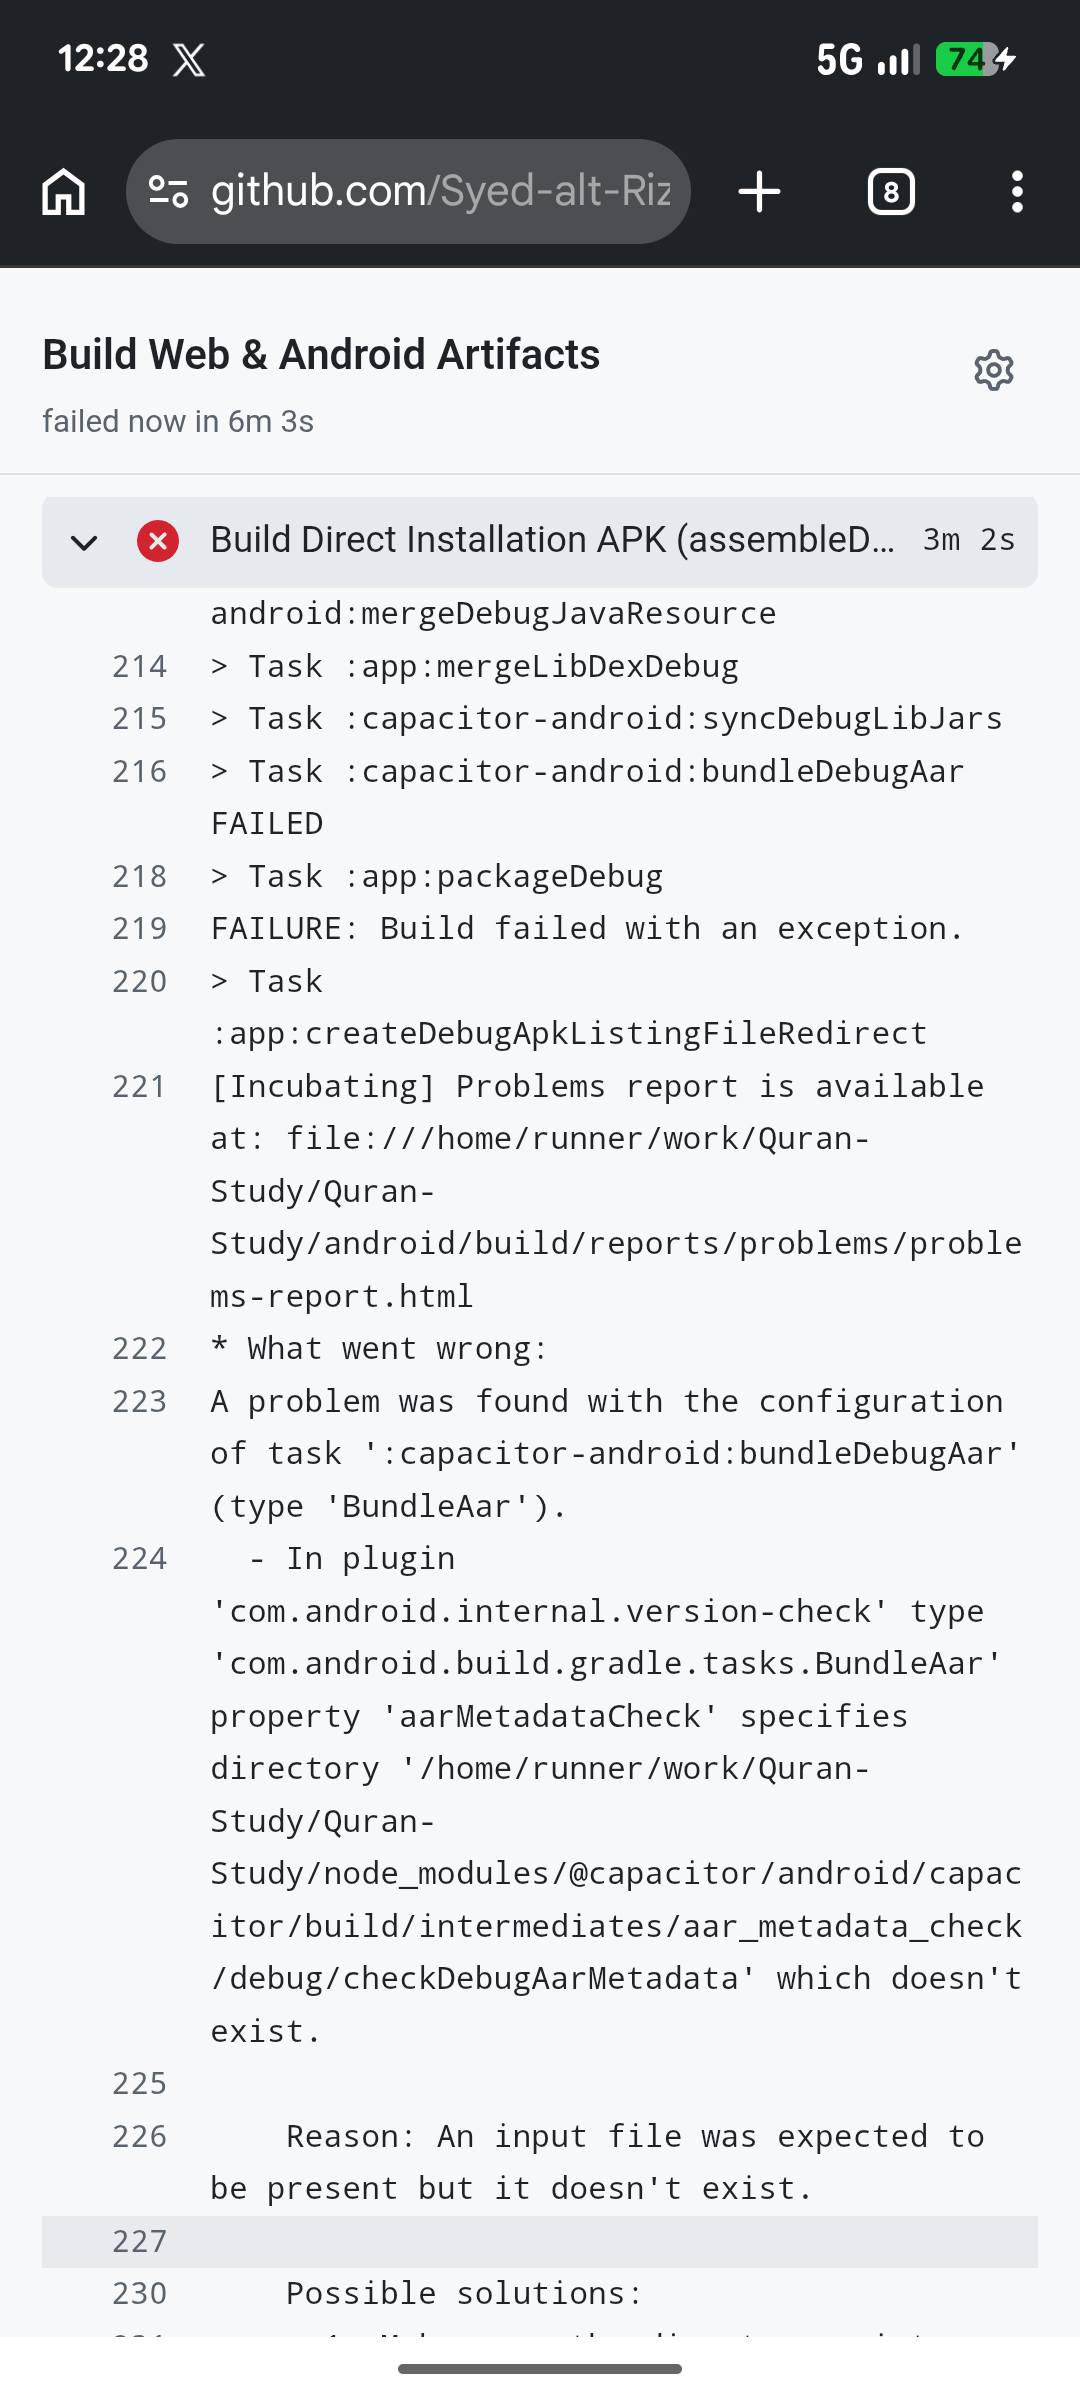 12:28 X 5G 74
github.com/Syed-alt-Riz
8
Build Web & Android Artifacts
failed now in 6m 3s
Build Direct Installation APK (assembleD... 3m 2s
android:mergeDebugJavaResource
214 > Task :app:mergeLibDexDebug
215 > Task :capacitor-android:syncDebugLibJars
216 > Task :capacitor-android:bundleDebugAar
FAILED
218 > Task :app:packageDebug
219 FAILURE: Build failed with an exception.
220 > Task
:app:createDebugApkListingFileRedirect
221 [Incubating] Problems report is available
at: file:///home/runner/work/Quran-
Study/Quran-
Study/android/build/reports/problems/proble
ms-report.html
222 * What went wrong:
223 A problem was found with the configuration
of task ':capacitor-android:bundleDebugAar'
(type 'BundleAar').
224 - In plugin
'com.android.internal.version-check' type
'com.android.build.gradle.tasks.BundleAar'
property 'aarMetadataCheck' specifies
directory '/home/runner/work/Quran-
Study/Quran-
Study/node_modules/@capacitor/android/capac
itor/build/intermediates/aar_metadata_check
/debug/checkDebugAarMetadata' which doesn't
exist.
225
226 Reason: An input file was expected to
be present but it doesn't exist.
227
230 Possible solutions: